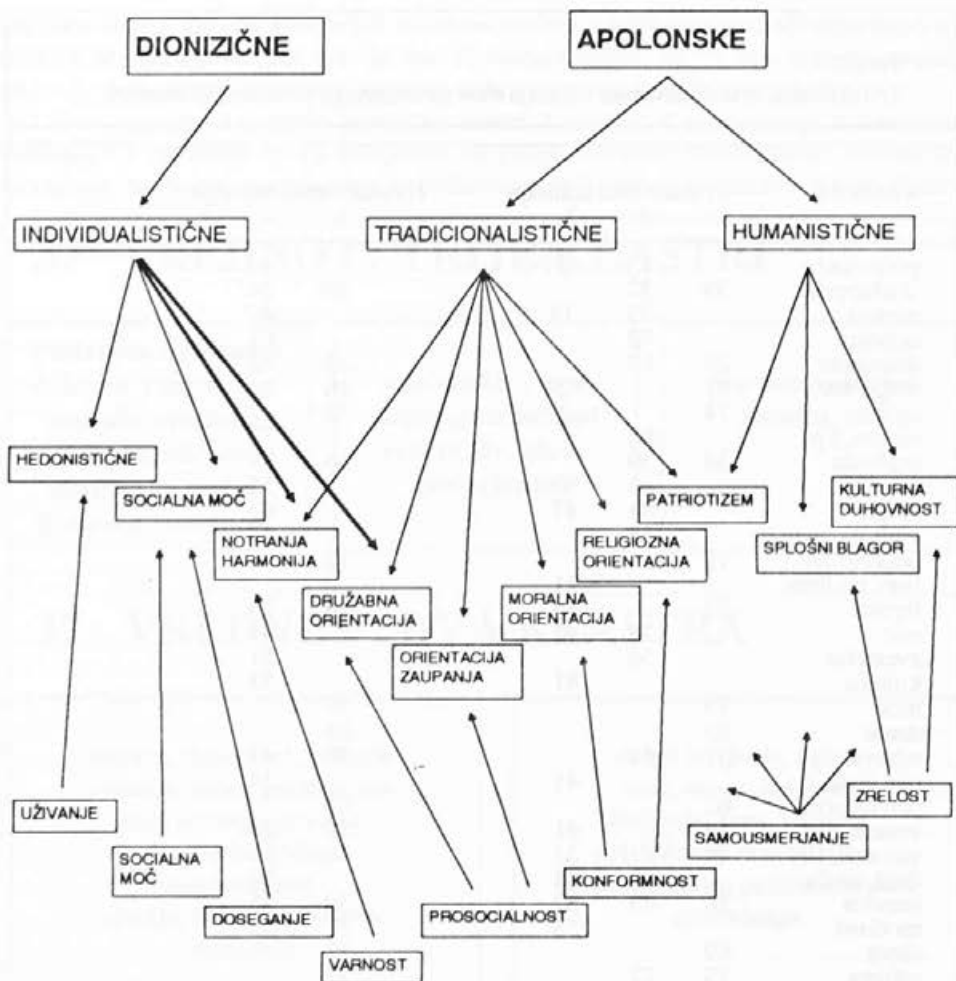 DIONIZIČNE
APOLONSKE
INDIVIDUALISTIČNE
TRADICIONALISTIČNE
HUMANISTIČNE
HEDONISTIČNE
SOCIALNA MOČ
NOTRANJA
HARMONIJA
DRUŽABNA
ORIENTACIJA
ORIENTACIJA
ZAUPANJA
MORALNA
ORIENTACIJA
RELIGIOZNA
ORIENTACIJA
PATRIOTIZEM
SPLOŠNI BLAGOR
KULTURNA
DUHOVNOST
UŽIVANJE
SOCIALNA
MOČ
DOSEGANJE
VARNOST
PROSOCIALNOST
KONFORMNOST
SAMOUSMERJANJE
ZRELOST